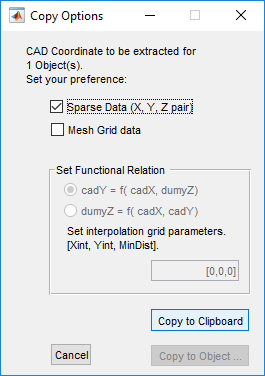 Copy Options
CAD Coordinate to be extracted for
1 Object(s).
Set your preference:
Sparse Data (X, Y, Z pair)
Mesh Grid data
Set Functional Relation
cadY = f( cadX, dumyZ)
dumyZ = f( cadX, cadY)
Set interpolation grid parameters.
[Xint, Yint, MinDist].
[0,0,0]
Copy to Clipboard
Cancel
Copy to Object ...